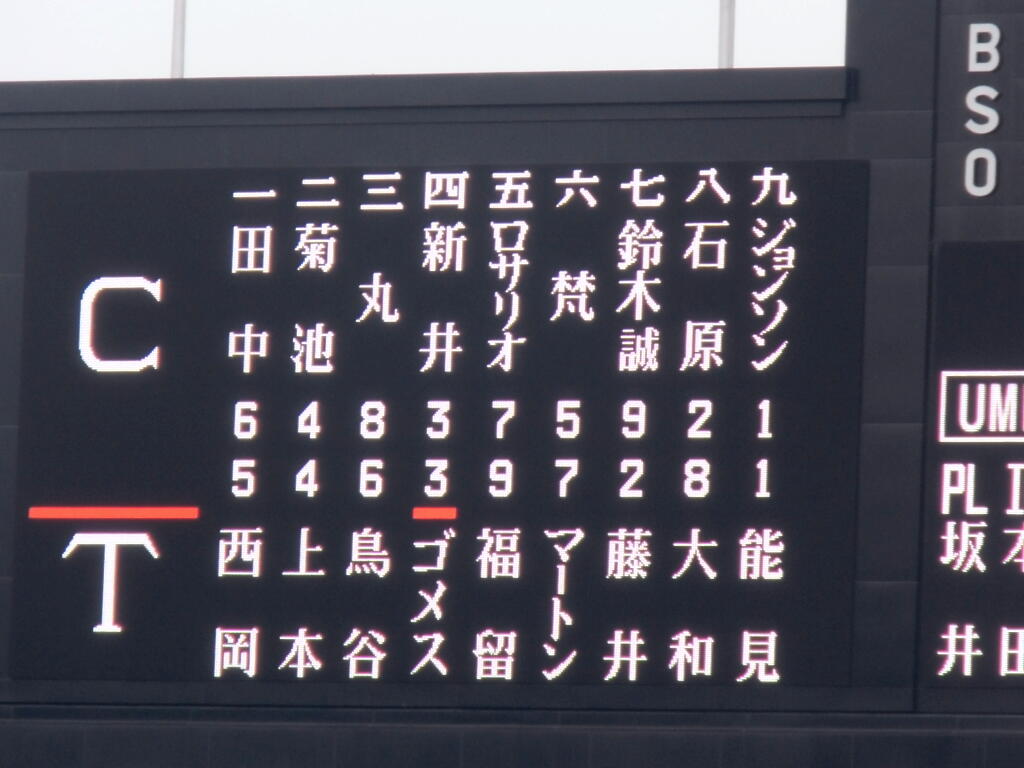 B
S
O
一 二 三 四 五 六 七 八 九
C
田中 菊池 丸 新井 ロサリオ 梵 鈴木誠 石原 ジョンソン
6 4 8 3 7 5 9 2 1
5 4 6 3 9 7 2 8 1
T
西岡 上本 鳥谷 ゴメス 福留 マートン 藤井 大和 能見
UM
PL
坂本
井田